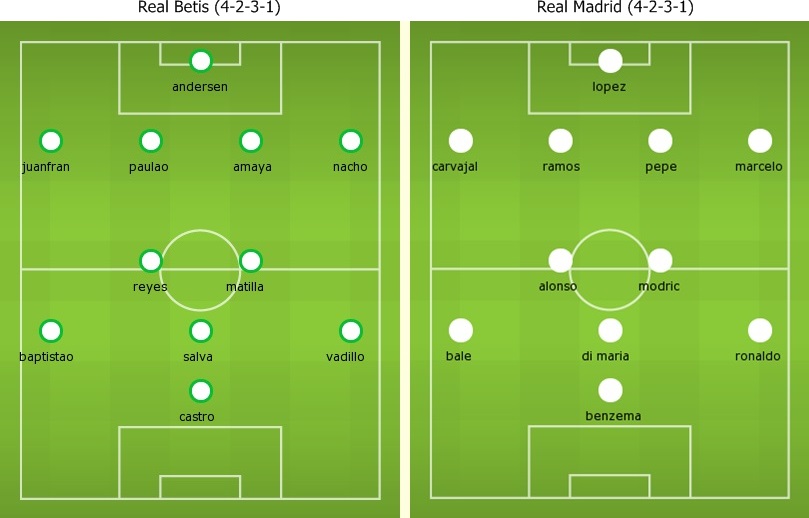 Real Betis (4-2-3-1)
andersen
juanfran paulao amaya nacho
reyes matilla
baptistao salva vadillo
castro
Real Madrid (4-2-3-1)
lopez
carvajal ramos pepe marcelo
alonso modric
bale di maria ronaldo
benzema